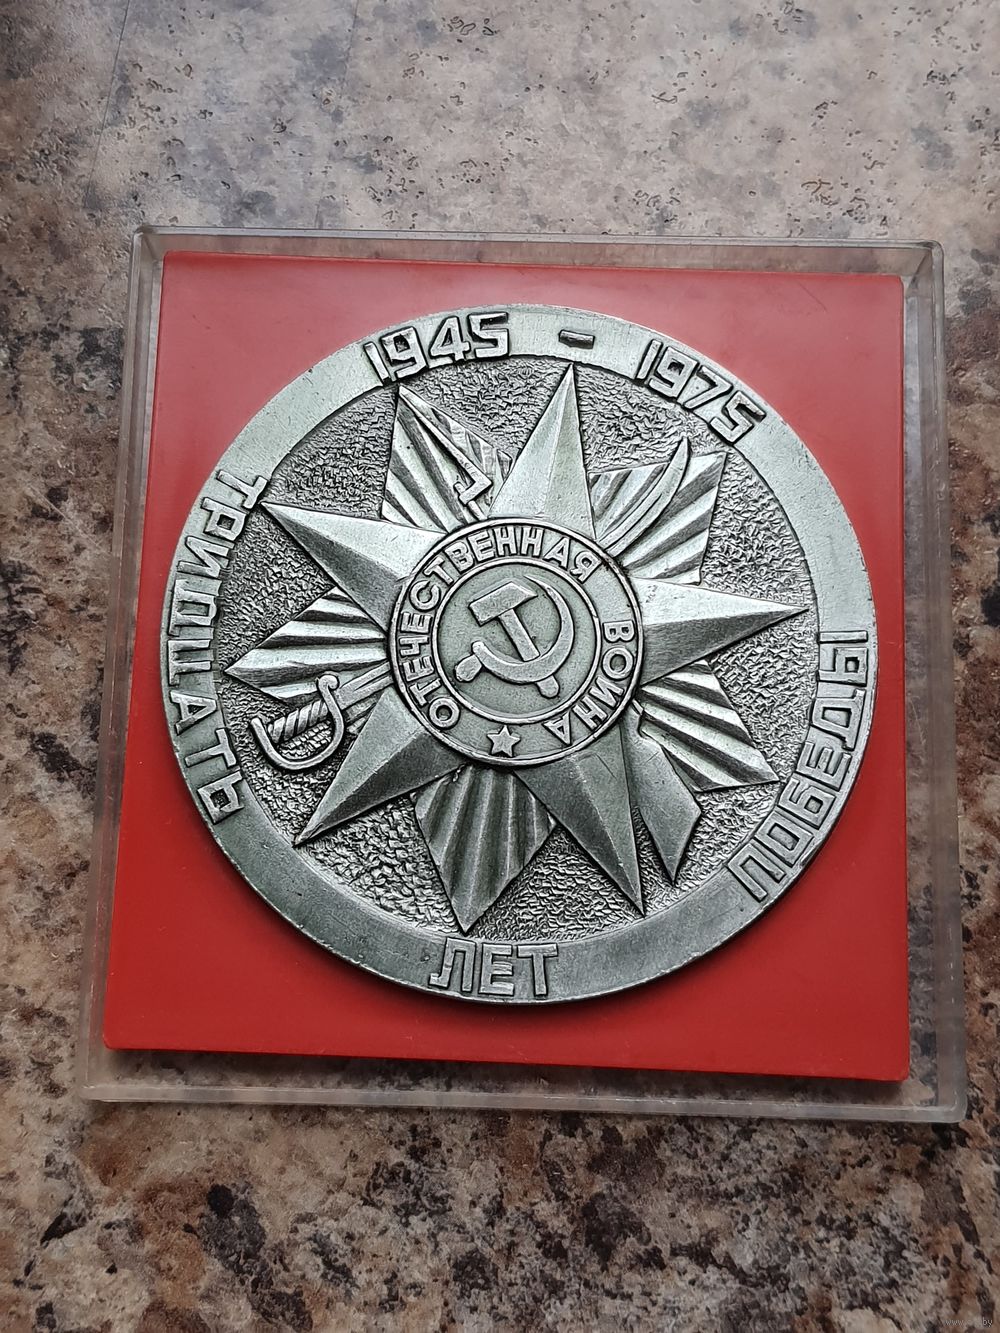 1945 - 1975
ТРИДЦАТЬ
ЛЕТ
ПОБЕДЫ
ОТЕЧЕСТВЕННАЯ ВОЙНА